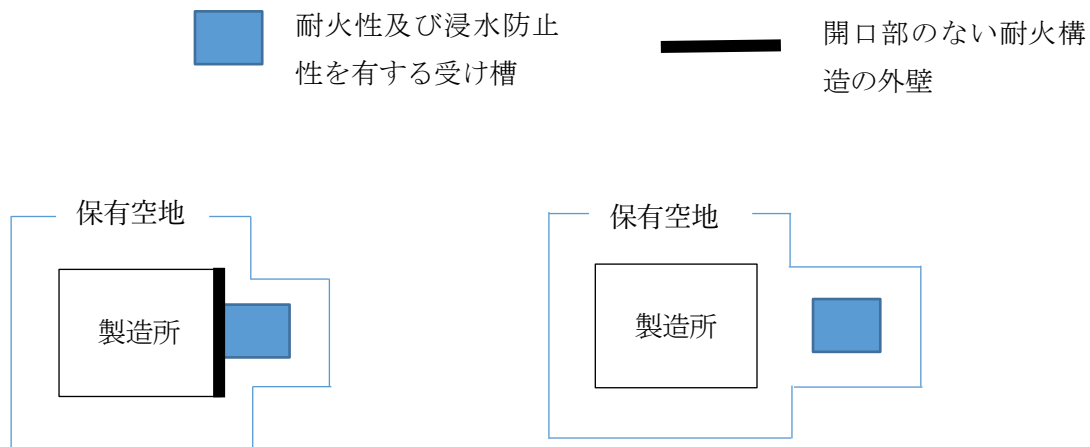 耐火性及び浸水防止
性を有する受け槽
開口部のない耐火構
造の外壁
保有空地
製造所
保有空地
製造所